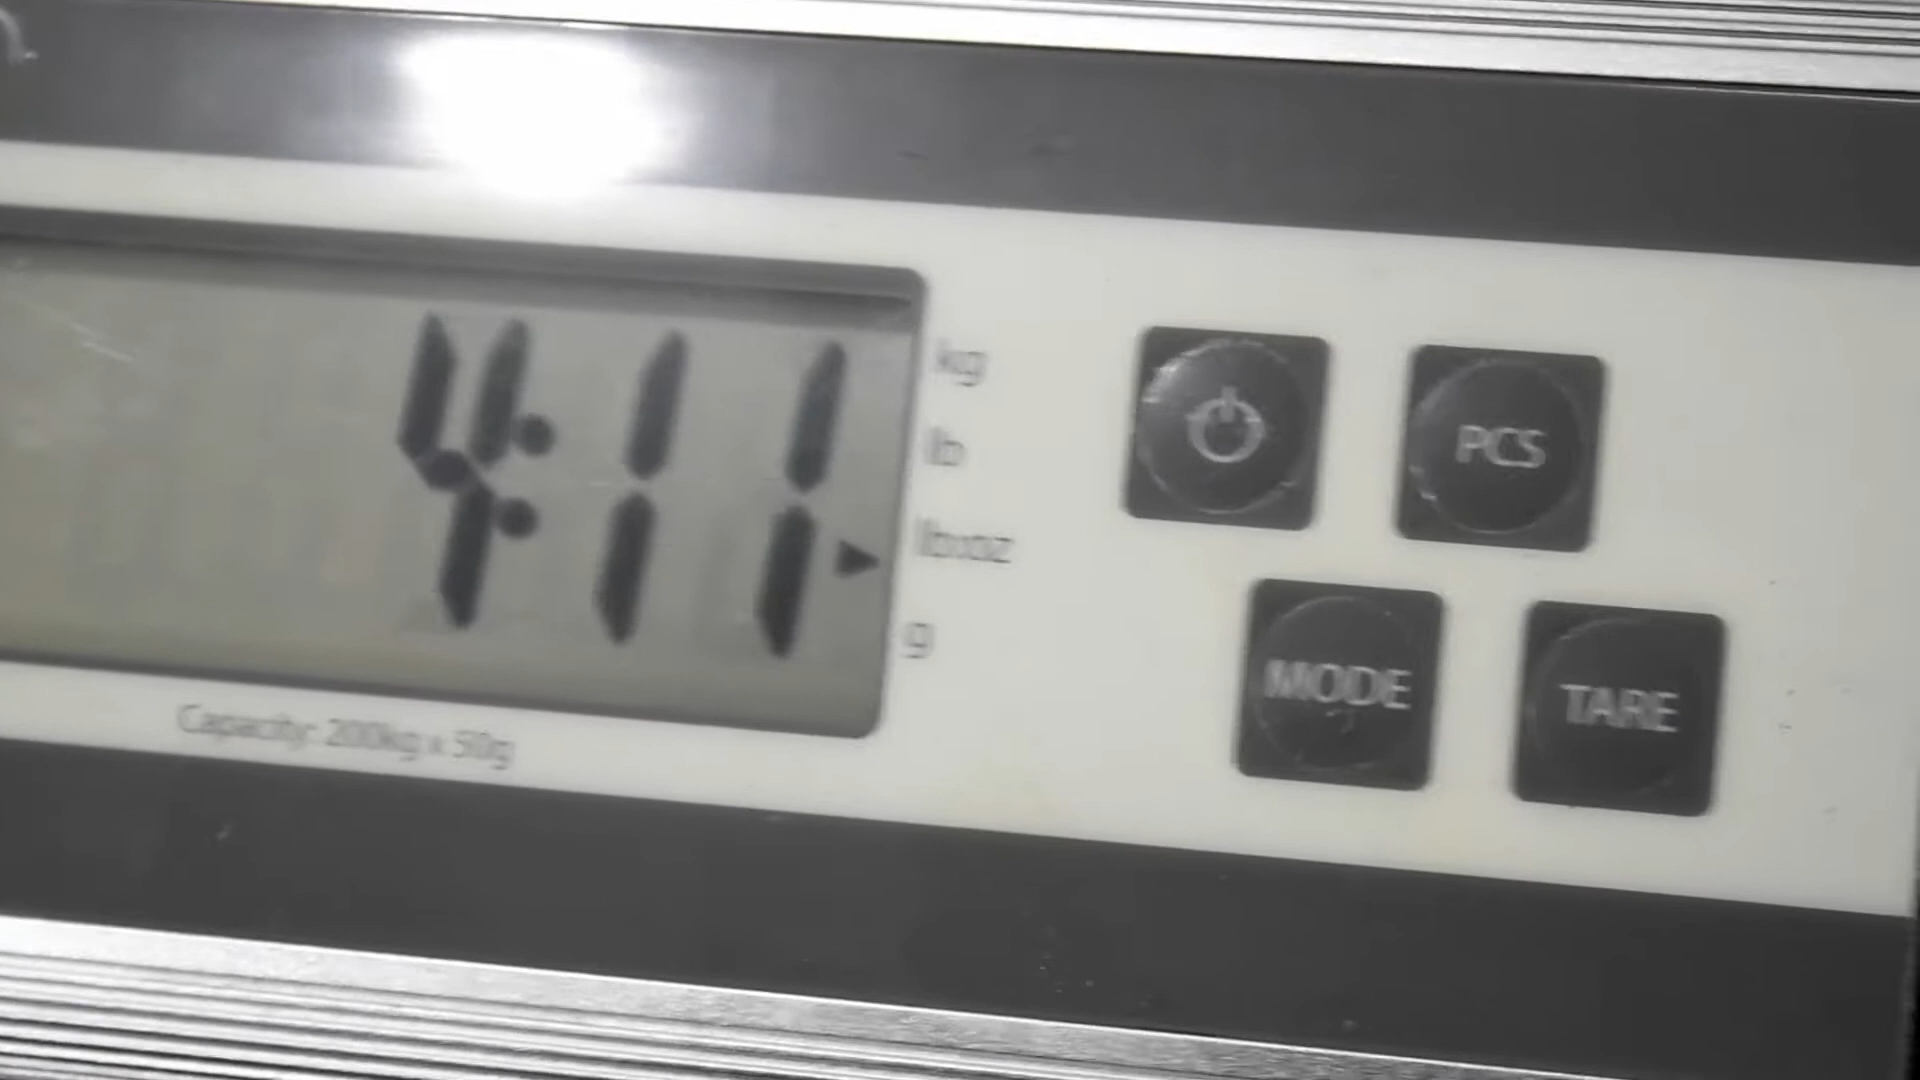 4:11
kg
lb
lb:oz
g
PCS
MODE
TARE
Capacity: 200kg x 50g